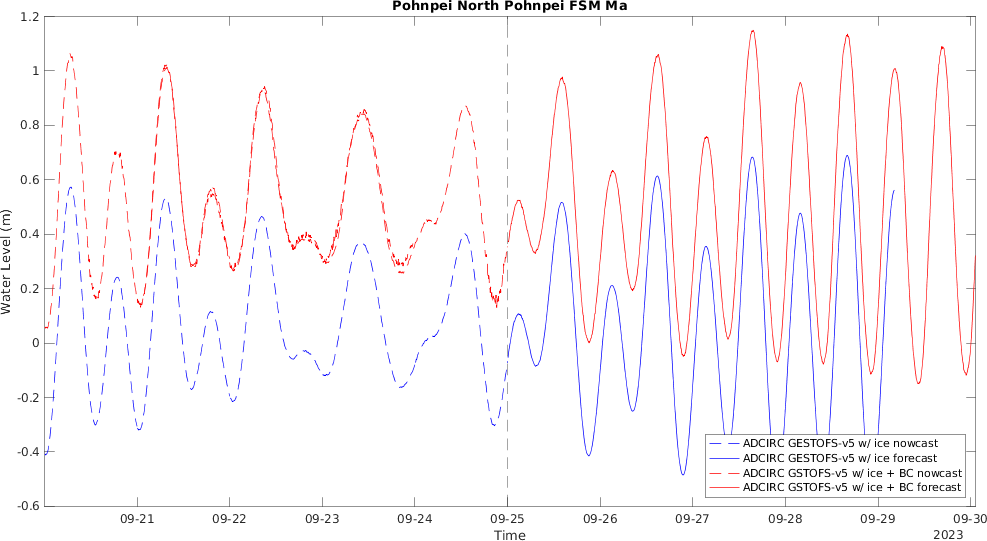 Pohnpei North Pohnpei FSM Ma
Water Level (m)
1.2
1
0.8
0.6
0.4
0.2
0
-0.2
-0.4
-0.6
ADCIRC GESTOFS-v5 w/ ice nowcast
ADCIRC GESTOFS-v5 w/ ice forecast
ADCIRC GSTOFS-v5 w/ ice + BC nowcast
ADCIRC GSTOFS-v5 w/ ice + BC forecast
09-21 09-22 09-23 09-24 09-25 09-26 09-27 09-28 09-29 09-30
Time
2023